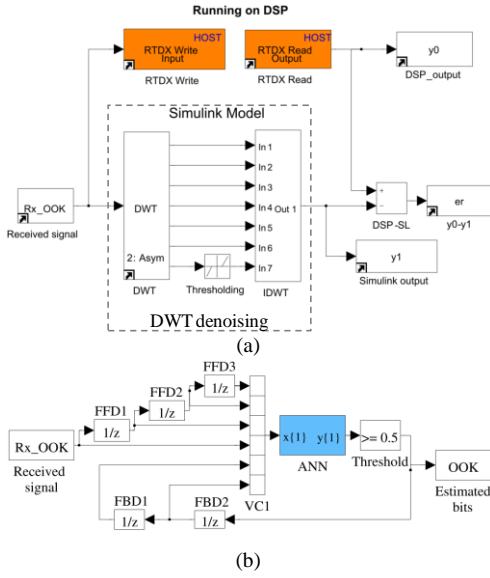 Running on DSP
HOST
RTDX Write
Input
RTDX Write
HOST
RTDX Read
Output
RTDX Read
y0
DSP_output
Simulink Model
Rx_OOK
Received signal
DWT
2: Asym
DWT
Thresholding
In 1
In 2
In 3
In 4
In 5
In 6
In 7
Out 1
IDWT
+
−
DSP-SL
er
y0-y1
y1
Simulink output
DWT denoising
(a)
Rx_OOK
Received
signal
FFD1
1/z
FFD2
1/z
FFD3
1/z
FBD1
1/z
FBD2
1/z
VC1
x{1} y{1}
ANN
>= 0.5
Threshold
OOK
Estimated
bits
(b)